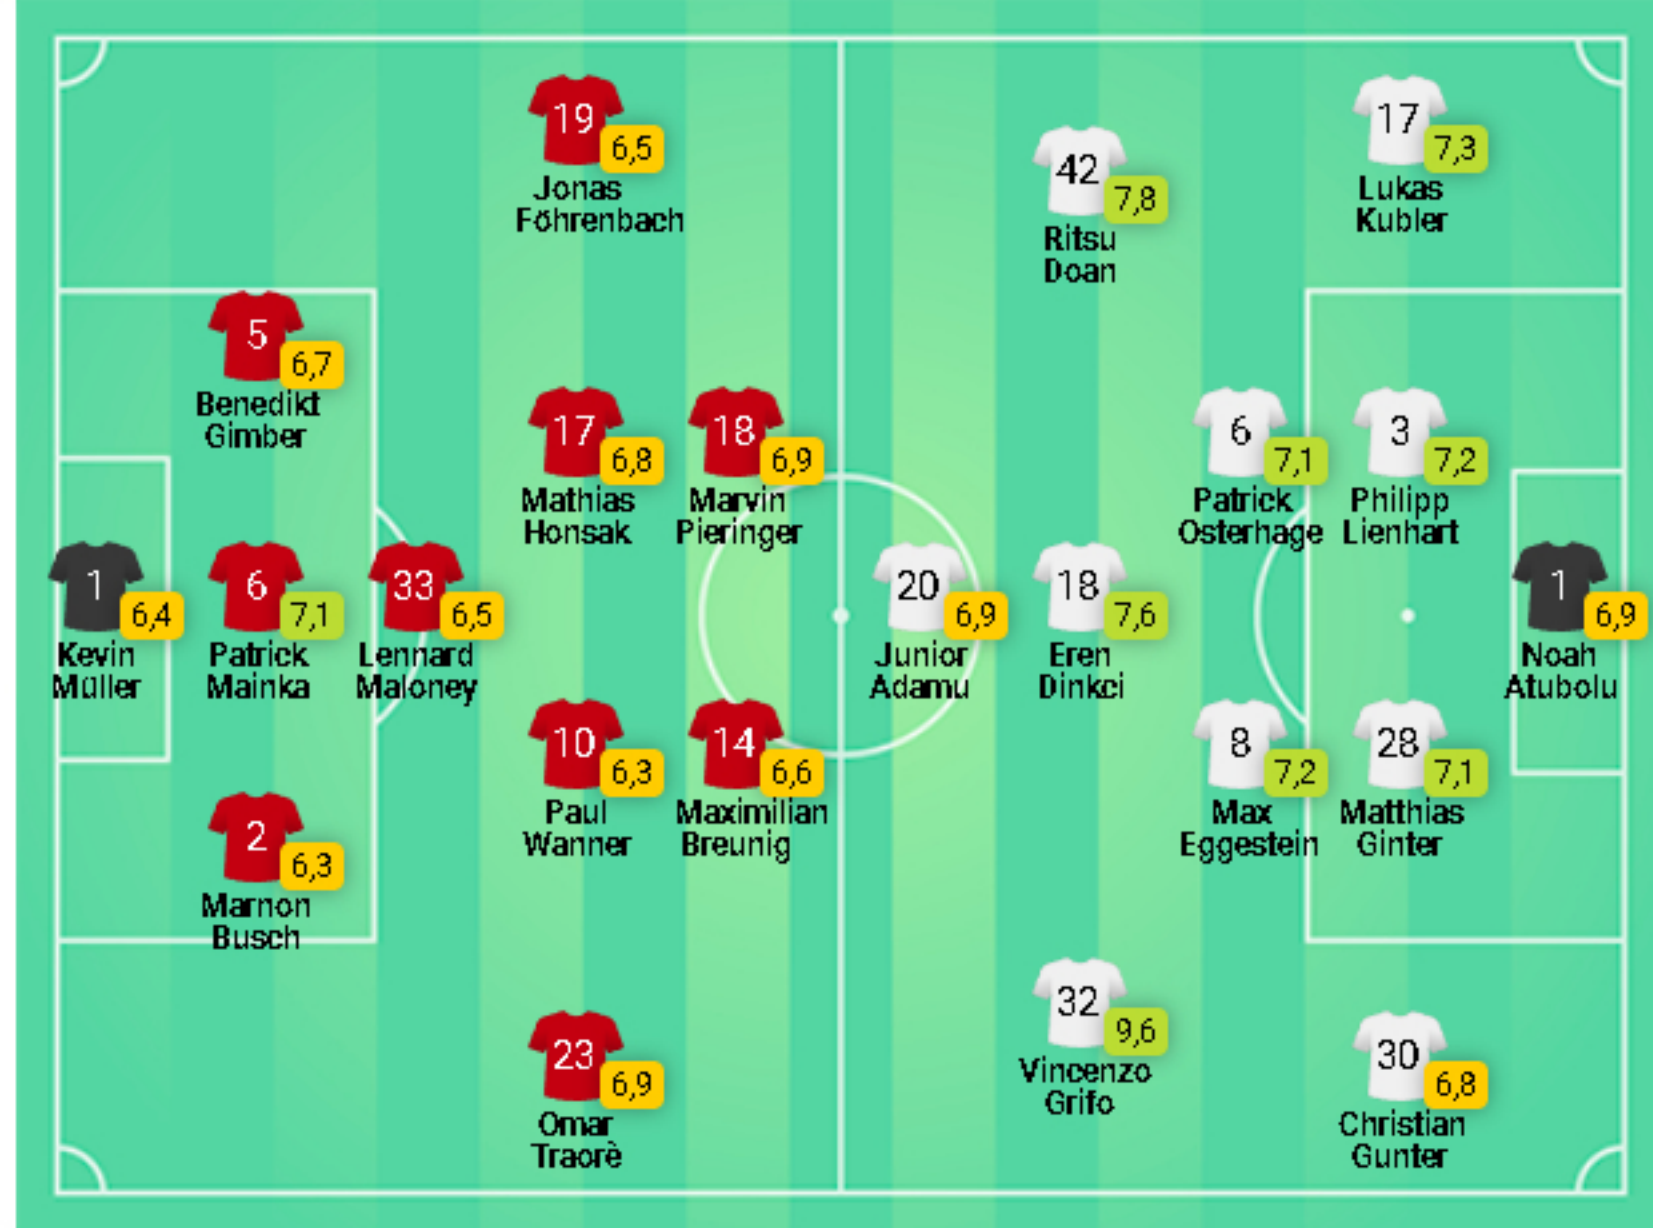 19
6,5
Jonas
Föhrenbach
5
6,7
Benedikt
Gimber
17
6,8
Mathias
Honsak
18
6,9
Marvin
Pieringer
1
6,4
Kevin
Müller
6
7,1
Patrick
Mainka
33
6,5
Lennard
Maloney
10
6,3
Paul
Wanner
14
6,6
Maximilian
Breunig
2
6,3
Marnon
Busch
23
6,9
Omar
Traorè
42
7,8
Ritsu
Doan
17
7,3
Lukas
Kubler
6
7,1
Patrick
Osterhage
3
7,2
Philipp
Lienhart
20
6,9
Junior
Adamu
18
7,6
Eren
Dinkci
1
6,9
Noah
Atubolu
8
7,2
Max
Eggestein
28
7,1
Matthias
Ginter
32
9,6
Vincenzo
Grifo
30
6,8
Christian
Gunter